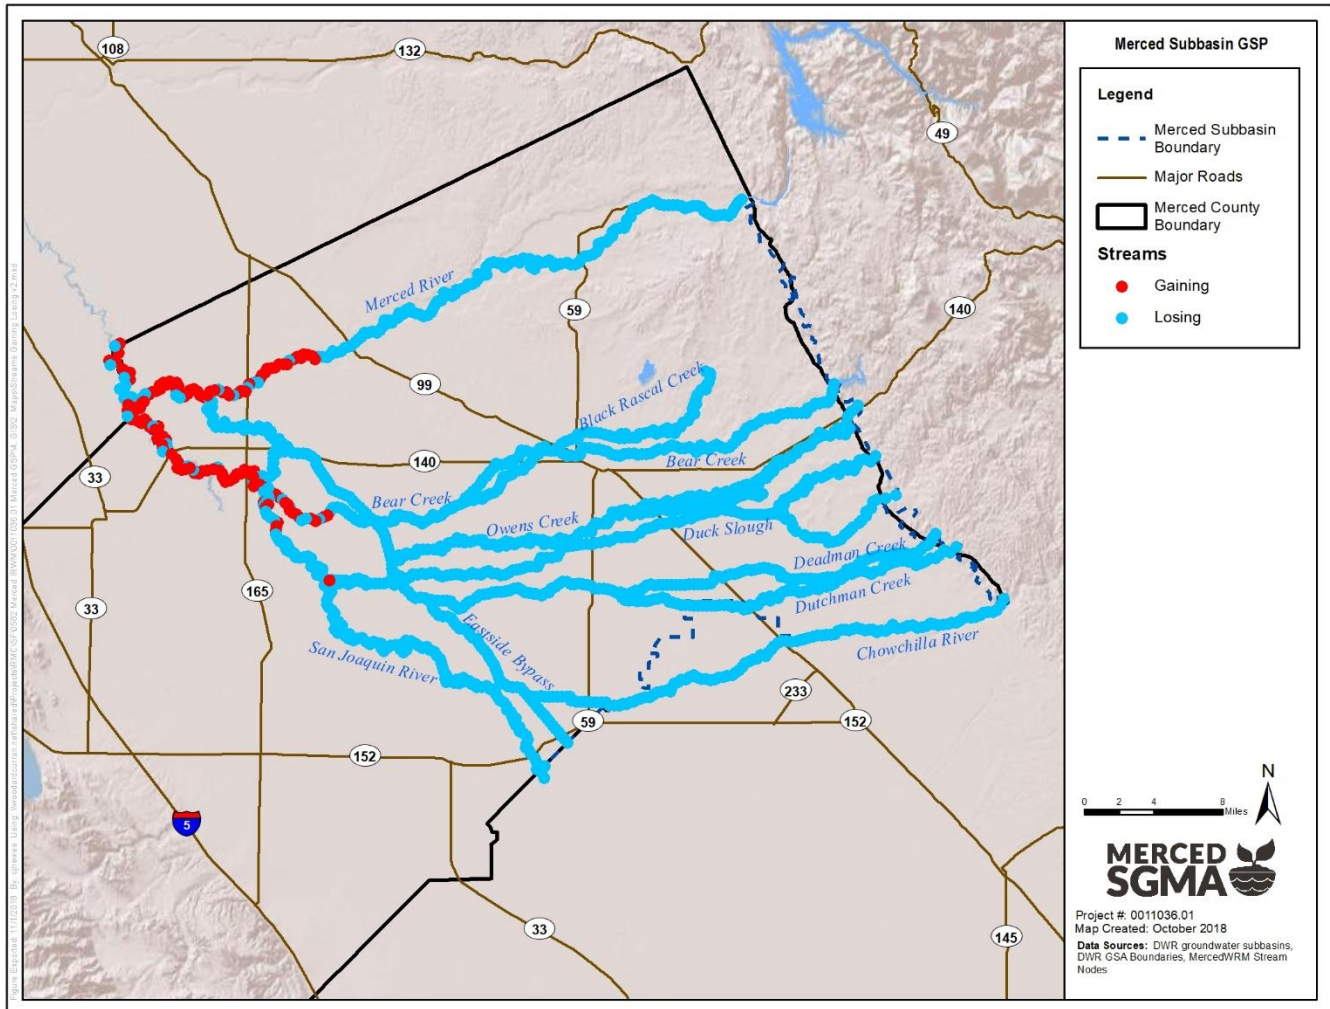 108
132
49
Merced River
59
140
99
Black Rascal Creek
33
140
Bear Creek
Bear Creek
Owens Creek
Duck Slough
Deadman Creek
Dutchman Creek
165
33
Eastside Bypass
San Joaquin River
Chowchilla River
233
59
152
152
5
33
145
Merced Subbasin GSP
Legend
Merced Subbasin
Boundary
Major Roads
Merced County
Boundary
Streams
Gaining
Losing
N
0 2 4 8
Miles
MERCED
SGMA
Project #: 0011036.01
Map Created: October 2018
Data Sources: DWR groundwater subbasins,
DWR GSA Boundaries, MercedWRM Stream
Nodes